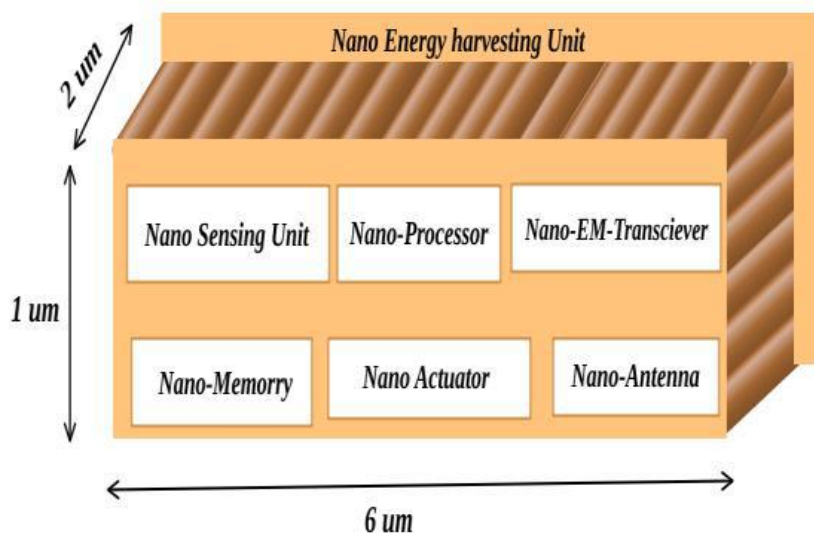 Nano Energy harvesting Unit
2 um
Nano Sensing Unit
Nano-Processor
Nano-EM-Transciever
1 um
Nano-Memorry
Nano Actuator
Nano-Antenna
6 um